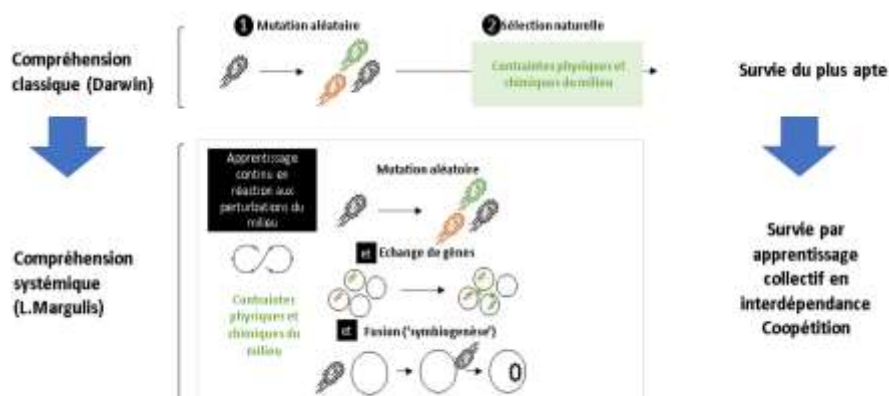 1 Mutation aléatoire
2 Sélection naturelle
Compréhension
classique (Darwin)
Contraintes physiques et
chimiques du milieu
Survie du plus apte
Apprentissage
continu en
réaction aux
perturbations du
milieu
Mutation aléatoire
et Echange de gènes
Compréhension
systémique
(L.Margulis)
Contraintes
physiques et
chimiques du
milieu
et Fusion ('symbiogenèse')
Survie par
apprentissage
collectif en
interdépendance
Coopétition